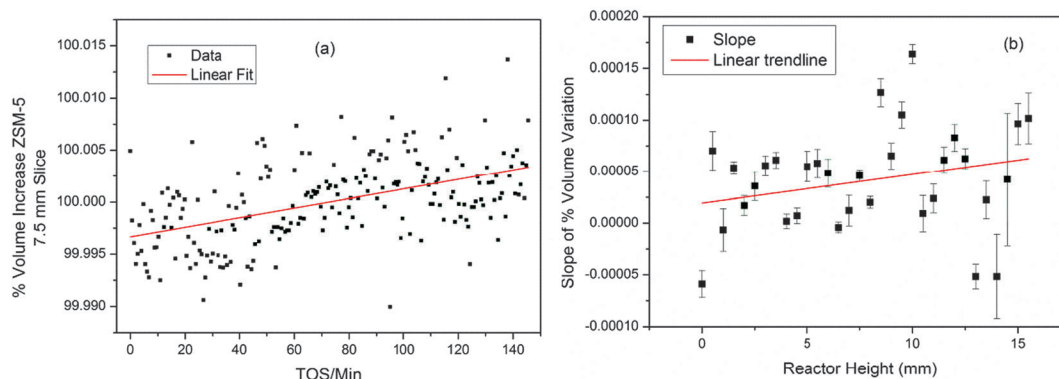 (a)
Data
Linear Fit
% Volume Increase ZSM-5
7.5 mm Slice
100.015
100.010
100.005
100.000
99.995
99.990
0 20 40 60 80 100 120 140
TOS/Min
(b)
Slope
Linear trendline
Slope of % Volume Variation
0.00020
0.00015
0.00010
0.00005
0.00000
-0.00005
-0.00010
0 5 10 15
Reactor Height (mm)